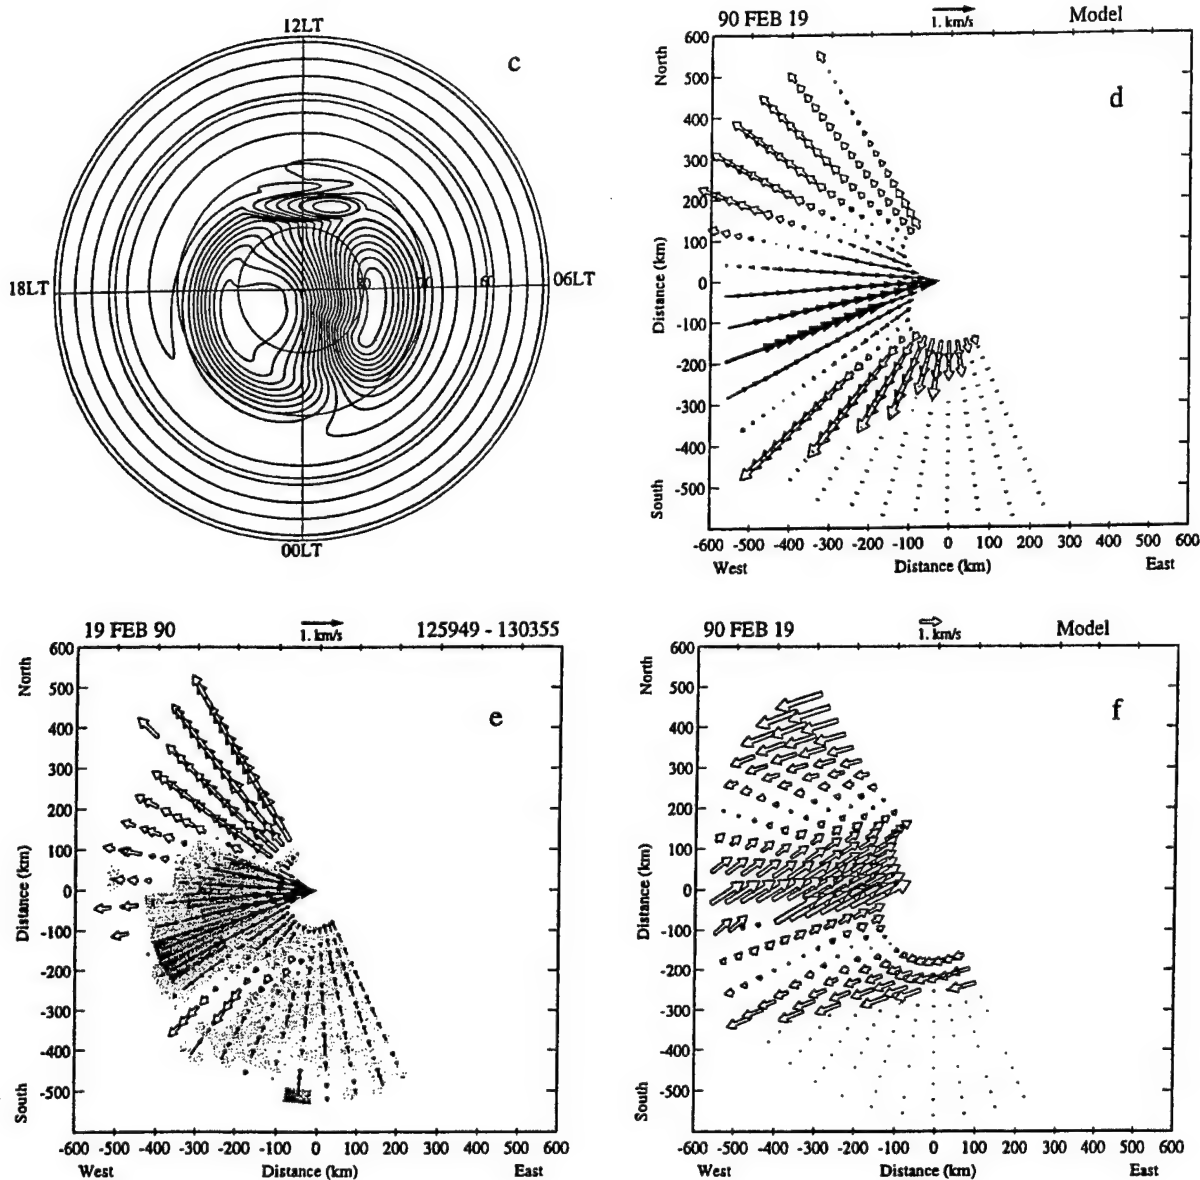 12LT
c
18LT
80
70
60
06LT
00LT
90 FEB 19
1. km/s
Model
d
North
South
Distance (km)
600
500
400
300
200
100
0
-100
-200
-300
-400
-500
-600 -500 -400 -300 -200 -100 0 100 200 300 400 500 600
West Distance (km) East
19 FEB 90
1. km/s
125949 - 130355
e
North
South
Distance (km)
600
500
400
300
200
100
0
-100
-200
-300
-400
-500
-600 -500 -400 -300 -200 -100 0 100 200 300 400 500 600
West Distance (km) East
90 FEB 19
1. km/s
Model
f
North
South
Distance (km)
600
500
400
300
200
100
0
-100
-200
-300
-400
-500
-600 -500 -400 -300 -200 -100 0 100 200 300 400 500 600
West Distance (km) East